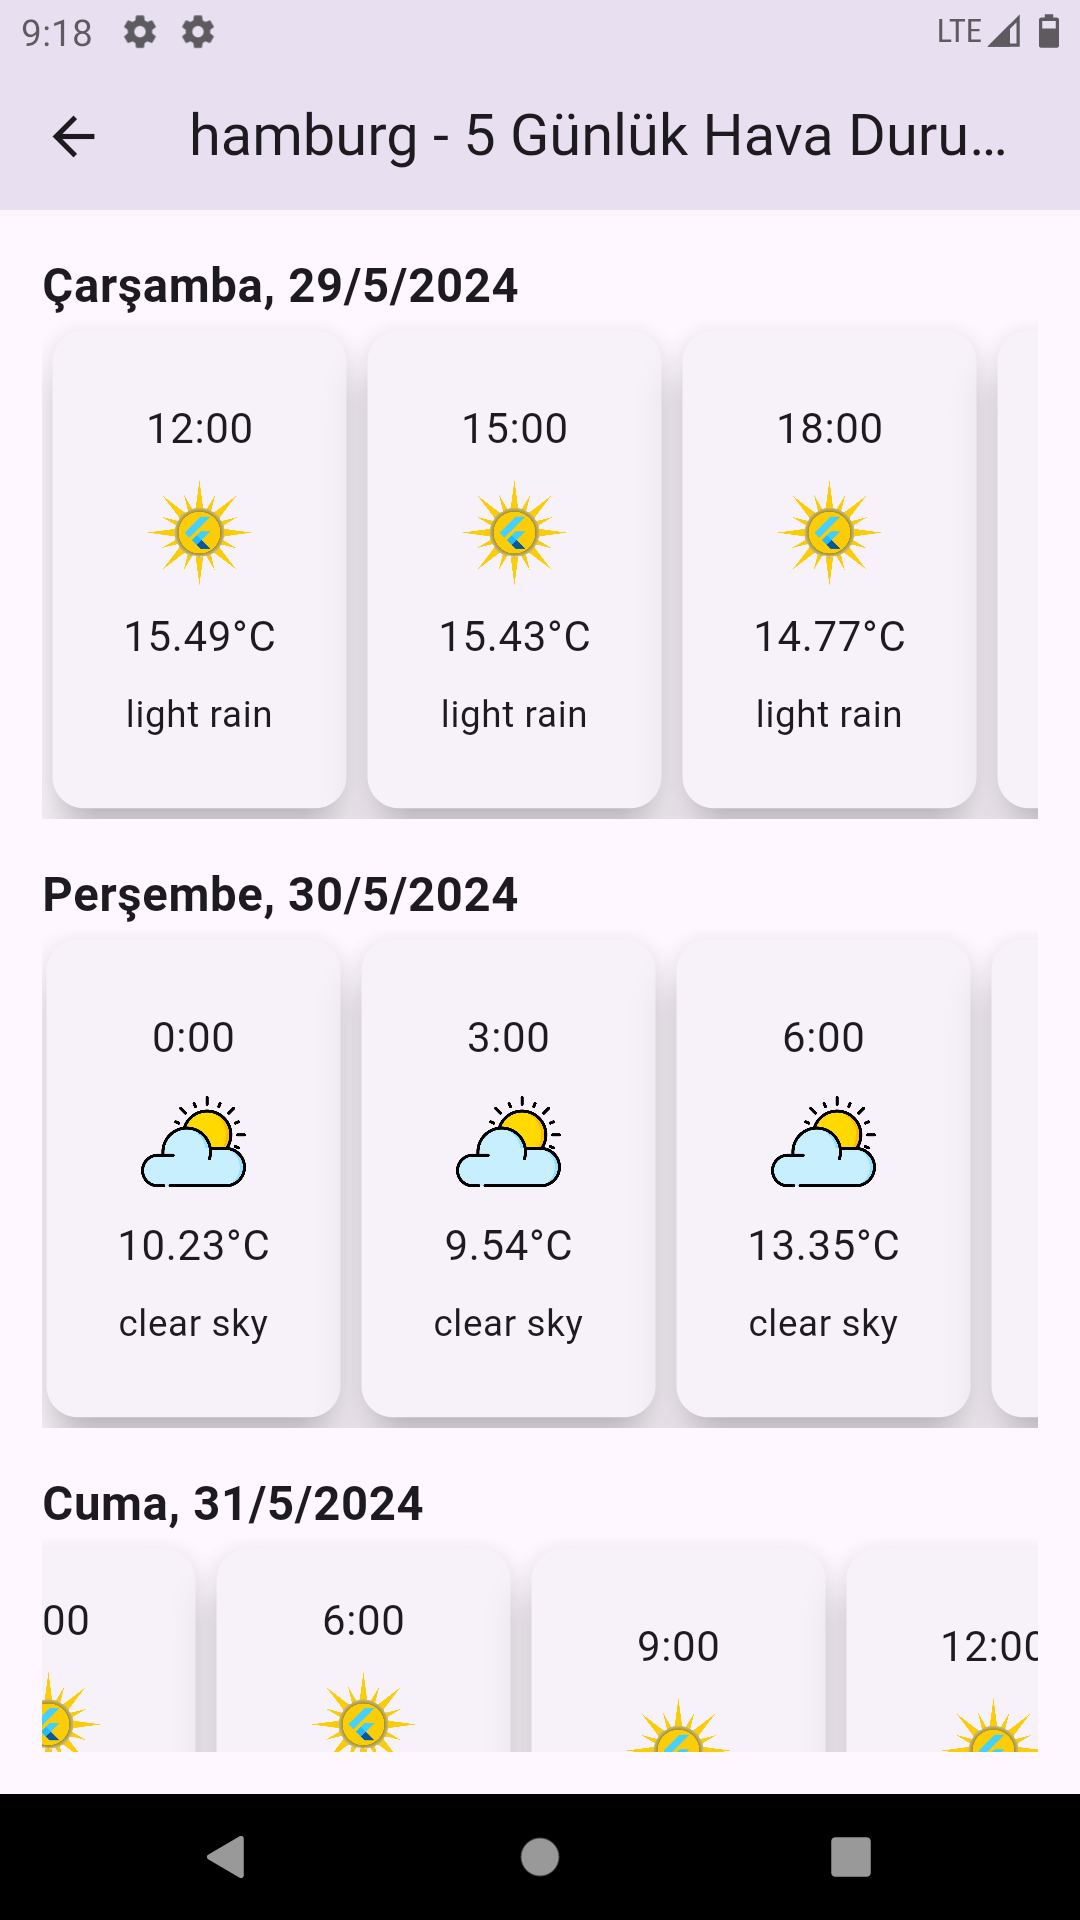 9:18 LTE
hamburg - 5 Günlük Hava Duru...
Çarşamba, 29/5/2024
12:00 15:00 18:00
15.49°C 15.43°C 14.77°C
light rain light rain light rain
Perşembe, 30/5/2024
0:00 3:00 6:00
10.23°C 9.54°C 13.35°C
clear sky clear sky clear sky
Cuma, 31/5/2024
00 6:00 9:00 12:00